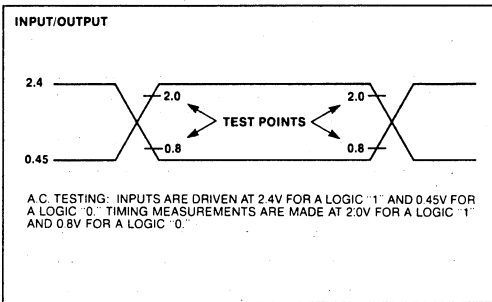 INPUT/OUTPUT
2.4
2.0
2.0
TEST POINTS
0.8
0.8
0.45
A.C. TESTING: INPUTS ARE DRIVEN AT 2.4V FOR A LOGIC "1" AND 0.45V FOR
A LOGIC "0." TIMING MEASUREMENTS ARE MADE AT 2.0V FOR A LOGIC "1"
AND 0.8V FOR A LOGIC "0."